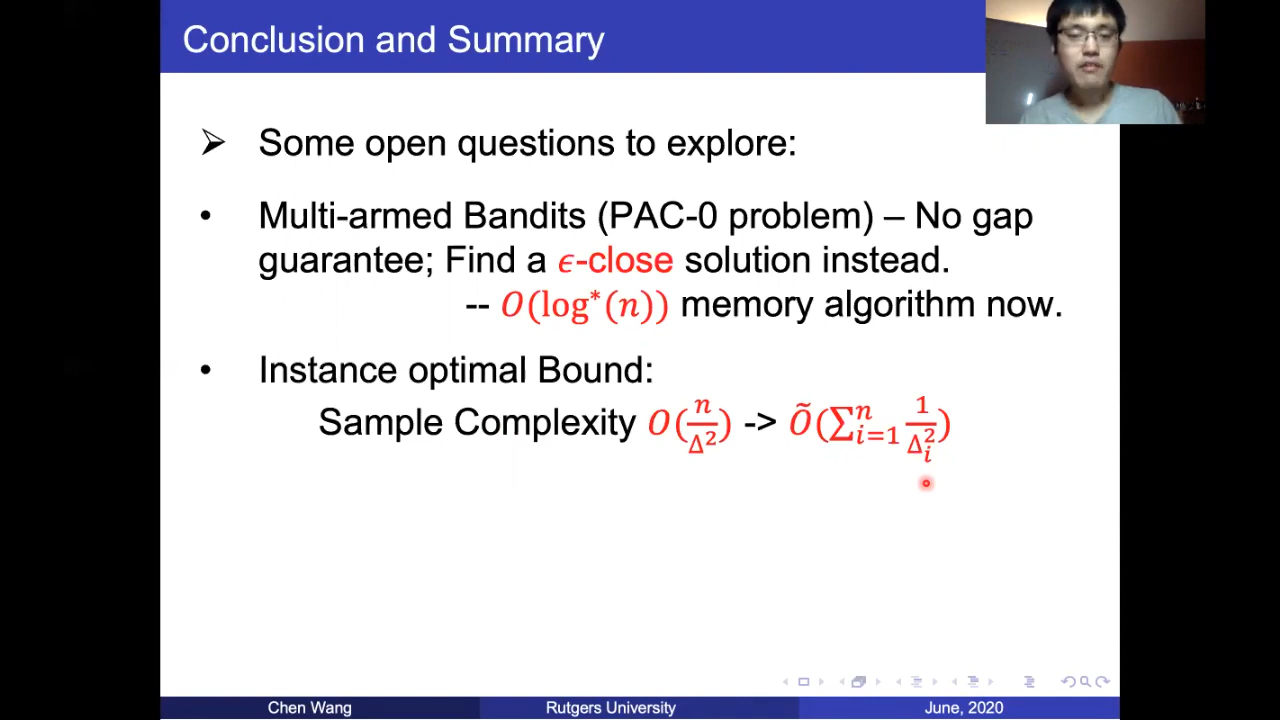 Conclusion and Summary
➢ Some open questions to explore:
• Multi-armed Bandits (PAC-0 problem) – No gap
guarantee; Find a ϵ-close solution instead.
-- O(log*(n)) memory algorithm now.
• Instance optimal Bound:
Sample Complexity O(n/Δ²) -> Õ(∑ⁿᵢ₌₁ 1/Δᵢ²)
Chen Wang Rutgers University June, 2020